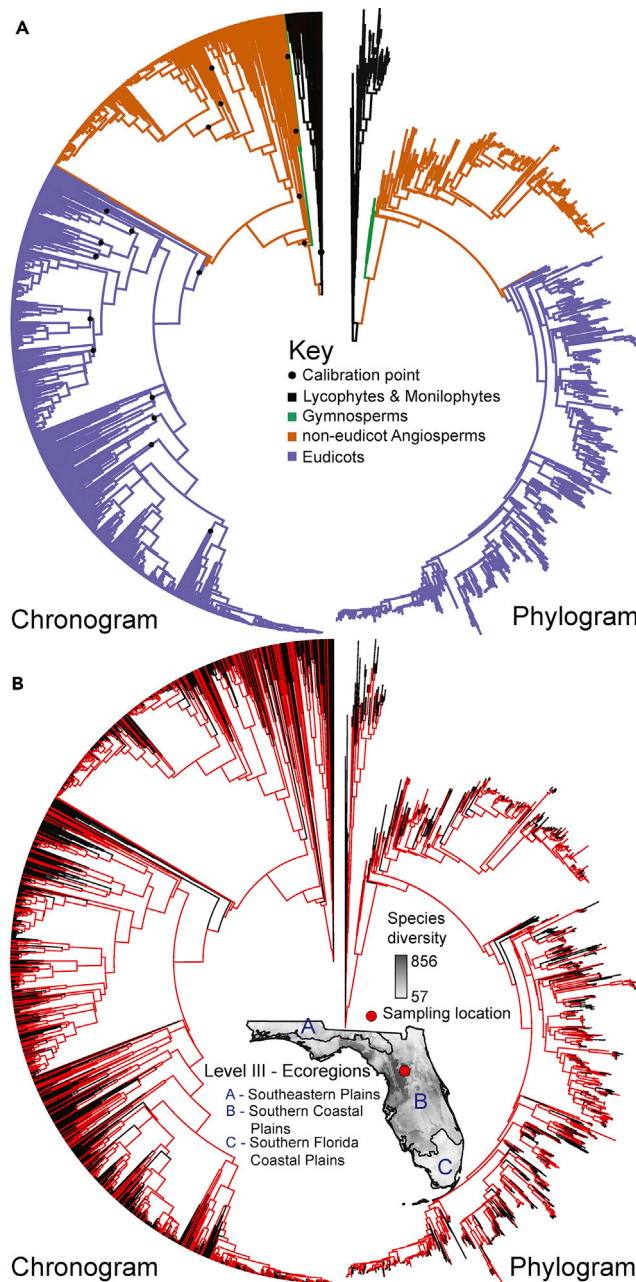 A
Key
Calibration point
Lycophytes & Monilophytes
Gymnosperms
non-eudicot Angiosperms
Eudicots
Chronogram
Phylogram
B
Species
diversity
856
57
Sampling location
A
Level III - Ecoregions
A - Southeastern Plains
B - Southern Coastal
Plains
C - Southern Florida
Coastal Plains
B
C
Chronogram
Phylogram